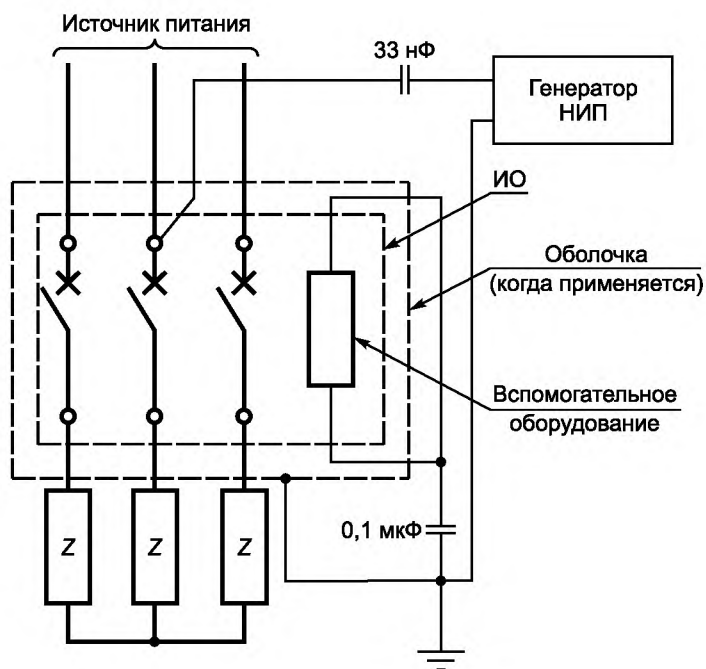 Источник питания
33 нФ
Генератор
НИП
ИО
Оболочка
(когда применяется)
Вспомогательное
оборудование
0,1 мкФ
Z
Z
Z